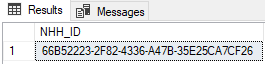 Results Messages
NHH_ID
1 66B52223-2F82-4336-A47B-35E25CA7CF26